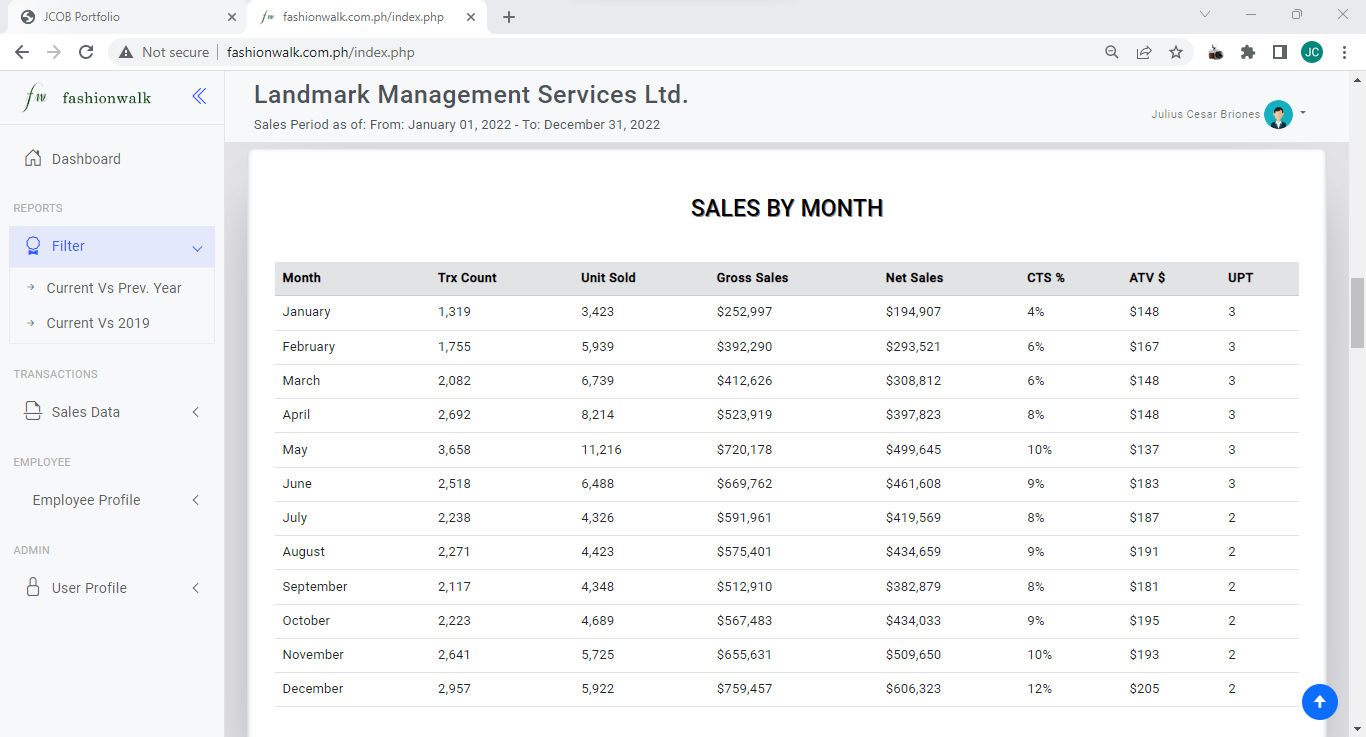 JCOB Portfolio
fashionwalk.com.ph/index.php
Not secure fashionwalk.com.ph/index.php
JC
fw fashionwalk
Landmark Management Services Ltd.
Sales Period as of: From: January 01, 2022 - To: December 31, 2022
Julius Cesar Briones
Dashboard
REPORTS
Filter
Current Vs Prev. Year
Current Vs 2019
TRANSACTIONS
Sales Data
EMPLOYEE
Employee Profile
ADMIN
User Profile
SALES BY MONTH
Month Trx Count Unit Sold Gross Sales Net Sales CTS % ATV $ UPT
January 1,319 3,423 $252,997 $194,907 4% $148 3
February 1,755 5,939 $392,290 $293,521 6% $167 3
March 2,082 6,739 $412,626 $308,812 6% $148 3
April 2,692 8,214 $523,919 $397,823 8% $148 3
May 3,658 11,216 $720,178 $499,645 10% $137 3
June 2,518 6,488 $669,762 $461,608 9% $183 3
July 2,238 4,326 $591,961 $419,569 8% $187 2
August 2,271 4,423 $575,401 $434,659 9% $191 2
September 2,117 4,348 $512,910 $382,879 8% $181 2
October 2,223 4,689 $567,483 $434,033 9% $195 2
November 2,641 5,725 $655,631 $509,650 10% $193 2
December 2,957 5,922 $759,457 $606,323 12% $205 2